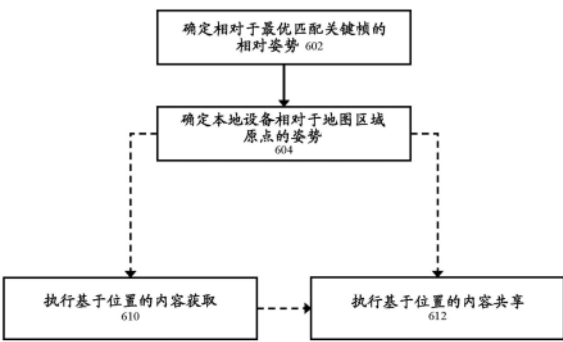 确定相对于最优匹配关键帧的
相对姿势 602
确定本地设备相对于地图区域
原点的姿势
604
执行基于位置的内容获取
610
执行基于位置的内容共享
612